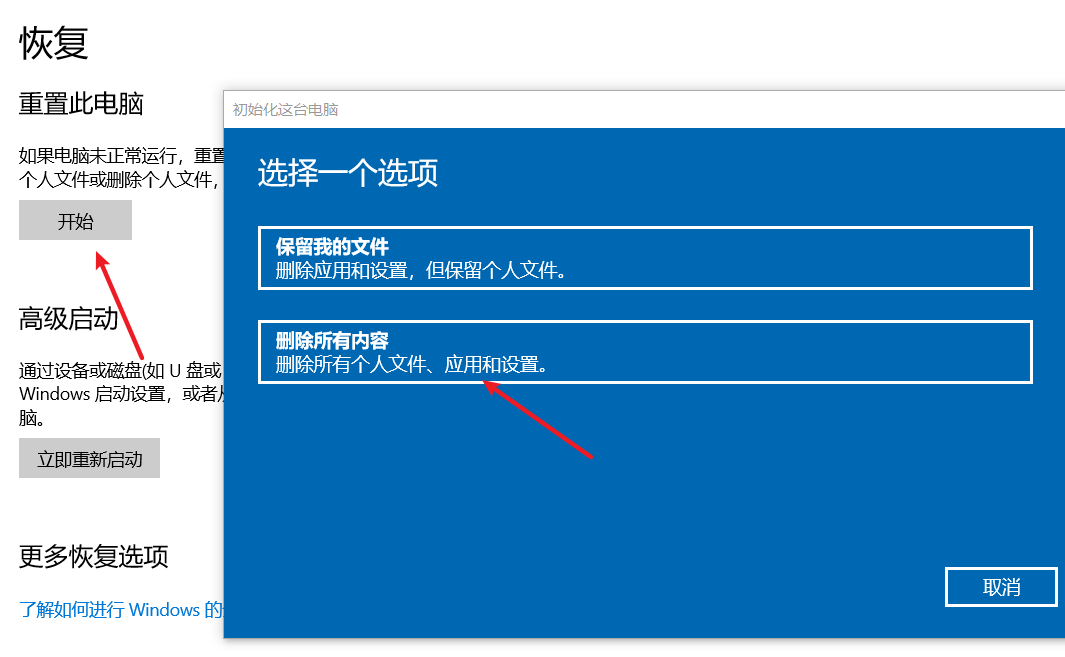 恢复
重置此电脑
如果电脑未正常运行，重置
个人文件或删除个人文件，
开始
高级启动
通过设备或磁盘(如 U 盘或
Windows 启动设置，或者从
脑。
立即重新启动
更多恢复选项
了解如何进行 Windows 的
初始化这台电脑
选择一个选项
保留我的文件
删除应用和设置，但保留个人文件。
删除所有内容
删除所有个人文件、应用和设置。
取消